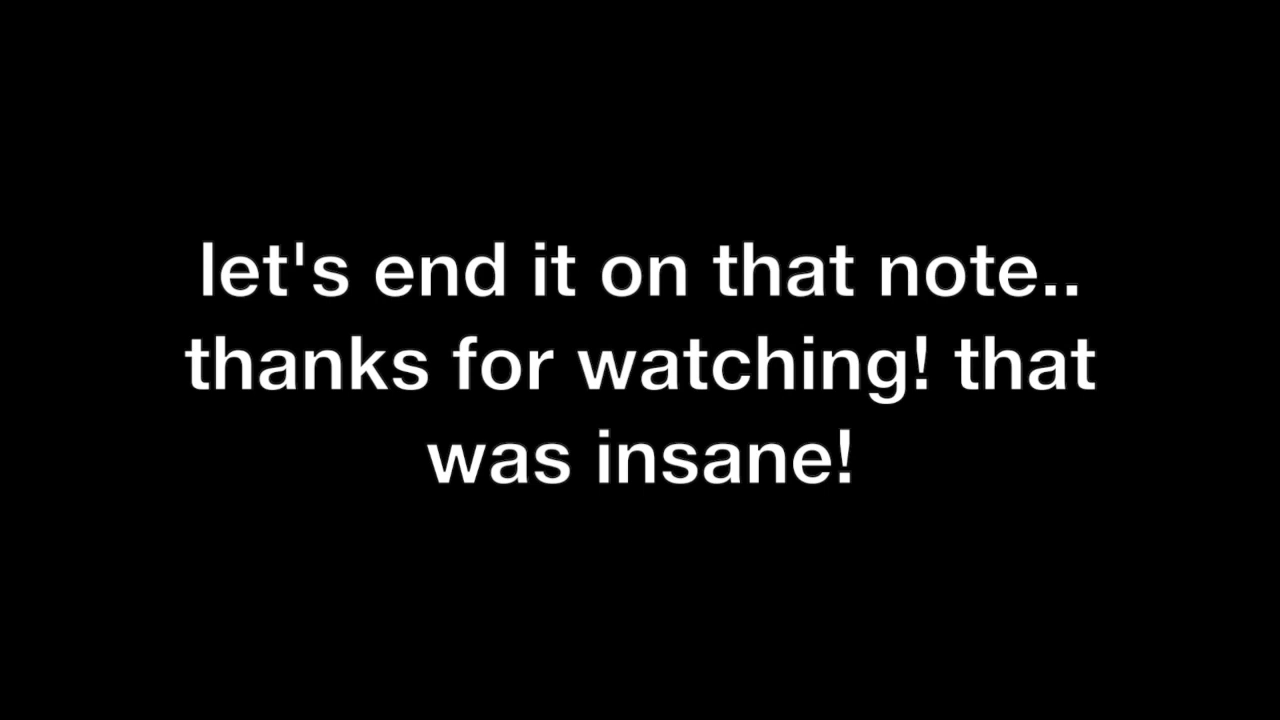 let's end it on that note..
thanks for watching! that
was insane!